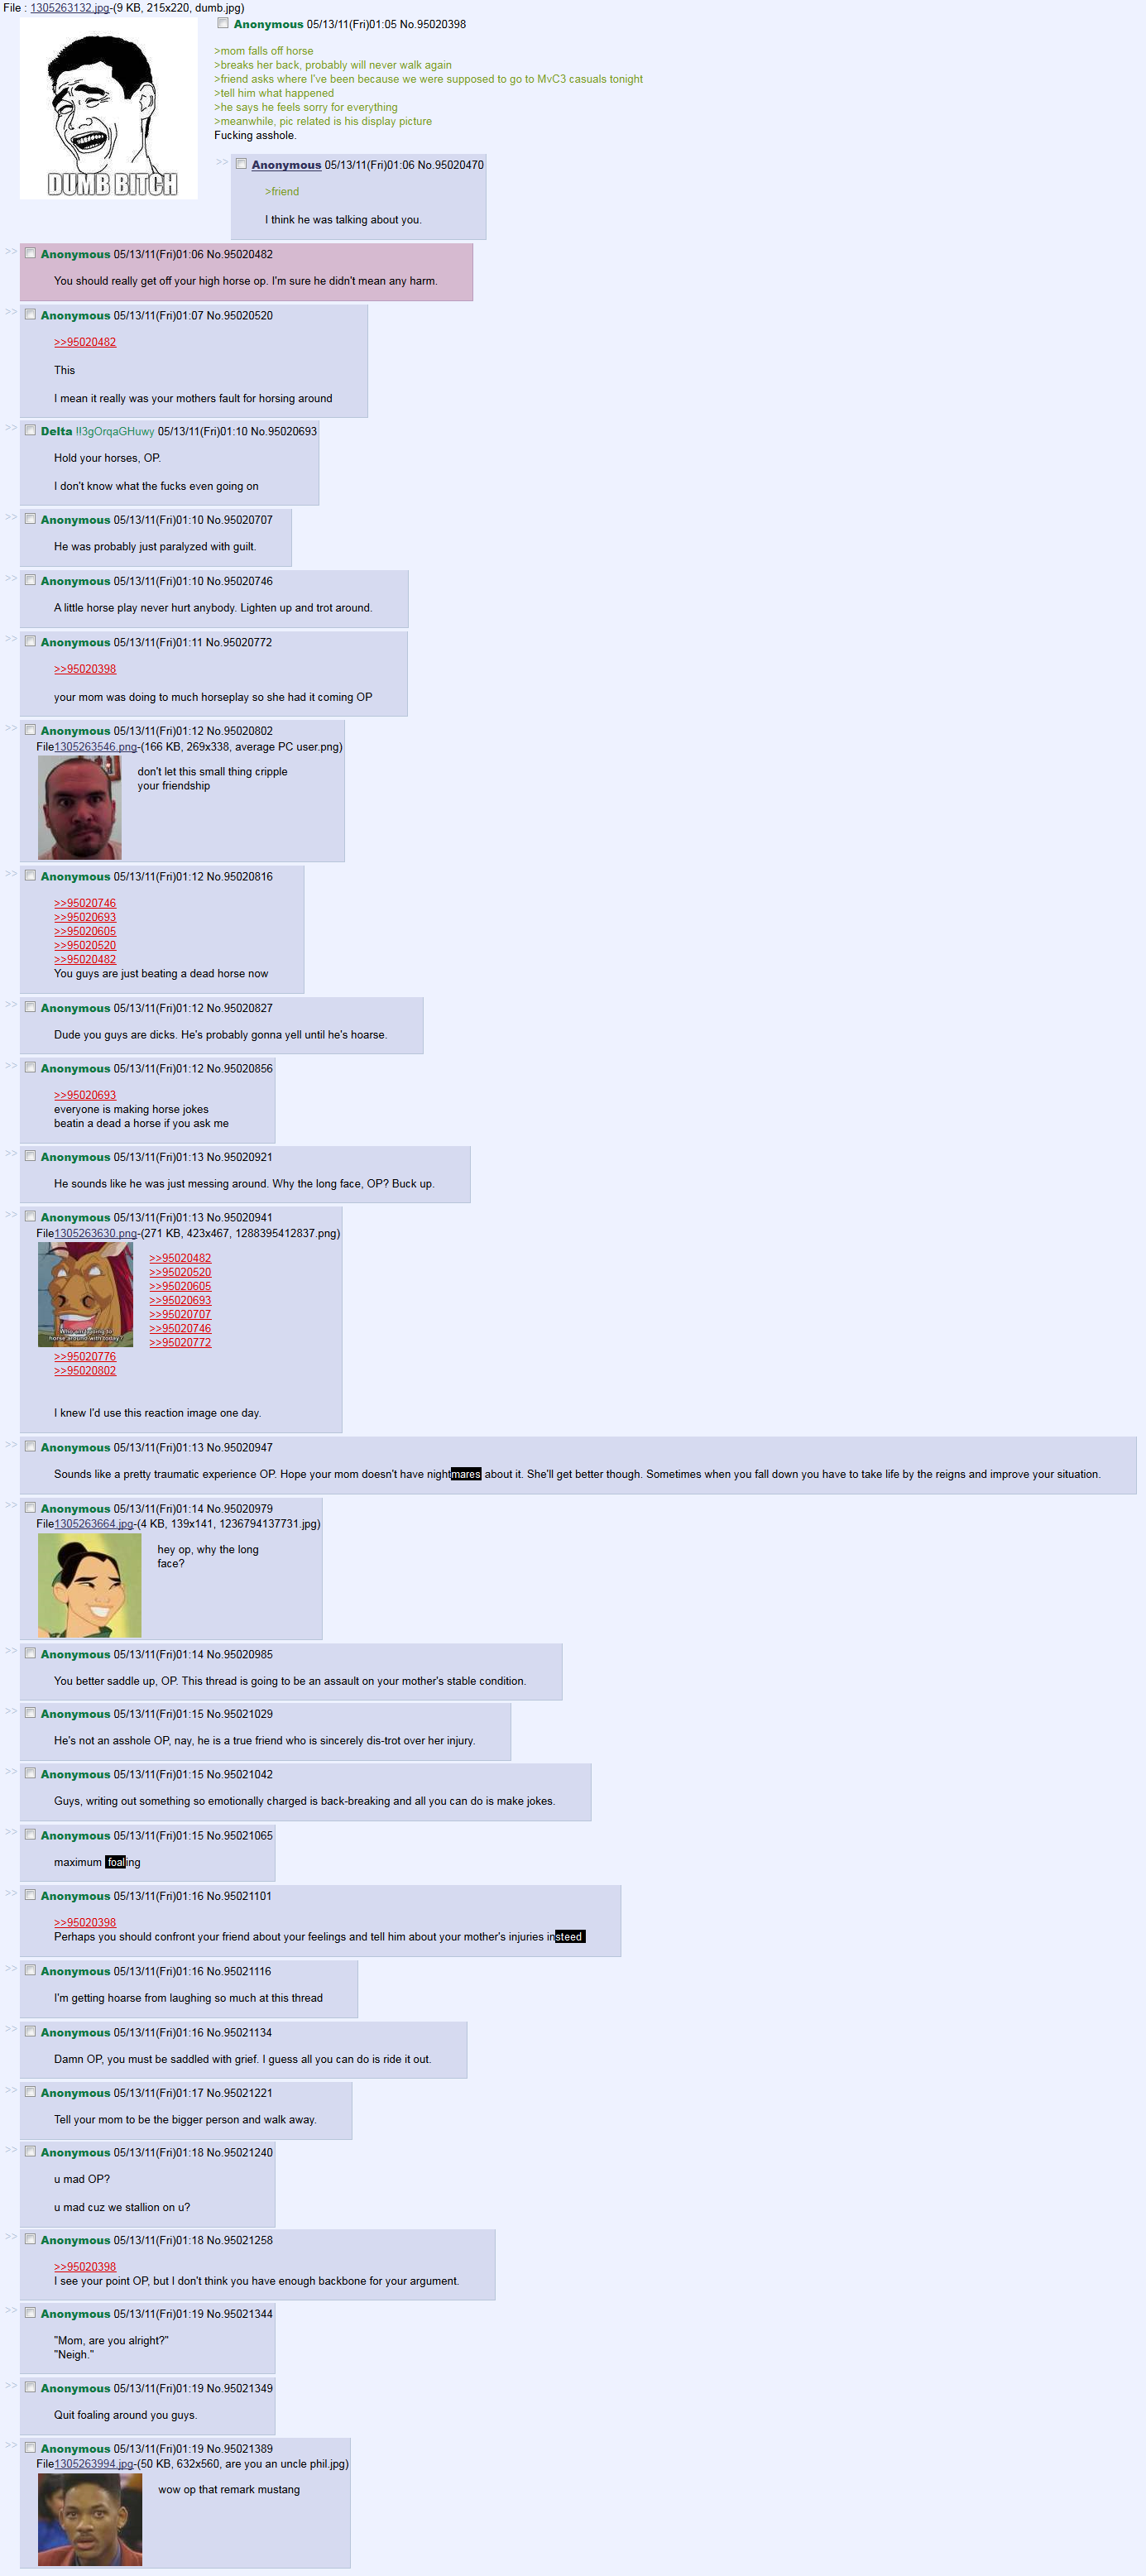 File : 1305263132.jpg-(9 KB, 215x220, dumb.jpg)
DUMB BITCH
Anonymous 05/13/11(Fri)01:05 No.95020398
>mom falls off horse
>breaks her back, probably will never walk again
>friend asks where I've been because we were supposed to go to MvC3 casuals tonight
>tell him what happened
>he says he feels sorry for everything
>meanwhile, pic related is his display picture
Fucking asshole.
>> Anonymous 05/13/11(Fri)01:06 No.95020470
>friend
I think he was talking about you.
>> Anonymous 05/13/11(Fri)01:06 No.95020482
You should really get off your high horse op. I'm sure he didn't mean any harm.
>> Anonymous 05/13/11(Fri)01:07 No.95020520
>>95020482
This
I mean it really was your mothers fault for horsing around
>> Delta !!3gOrqaGHuwy 05/13/11(Fri)01:10 No.95020693
Hold your horses, OP.
I don't know what the fucks even going on
>> Anonymous 05/13/11(Fri)01:10 No.95020707
He was probably just paralyzed with guilt.
>> Anonymous 05/13/11(Fri)01:10 No.95020746
A little horse play never hurt anybody. Lighten up and trot around.
>> Anonymous 05/13/11(Fri)01:11 No.95020772
>>95020398
your mom was doing to much horseplay so she had it coming OP
>> Anonymous 05/13/11(Fri)01:12 No.95020802
File1305263546.png-(166 KB, 269x338, average PC user.png)
don't let this small thing cripple
your friendship
>> Anonymous 05/13/11(Fri)01:12 No.95020816
>>95020746
>>95020693
>>95020605
>>95020520
>>95020482
You guys are just beating a dead horse now
>> Anonymous 05/13/11(Fri)01:12 No.95020827
Dude you guys are dicks. He's probably gonna yell until he's hoarse.
>> Anonymous 05/13/11(Fri)01:12 No.95020856
>>95020693
everyone is making horse jokes
beatin a dead a horse if you ask me
>> Anonymous 05/13/11(Fri)01:13 No.95020921
He sounds like he was just messing around. Why the long face, OP? Buck up.
>> Anonymous 05/13/11(Fri)01:13 No.95020941
File1305263630.png-(271 KB, 423x467, 1288395412837.png)
Who am I going to
horse around with today?
>>95020482
>>95020520
>>95020605
>>95020693
>>95020707
>>95020746
>>95020772
>>95020776
>>95020802
I knew I'd use this reaction image one day.
>> Anonymous 05/13/11(Fri)01:13 No.95020947
Sounds like a pretty traumatic experience OP. Hope your mom doesn't have nightmares about it. She'll get better though. Sometimes when you fall down you have to take life by the reigns and improve your situation.
>> Anonymous 05/13/11(Fri)01:14 No.95020979
File1305263664.jpg-(4 KB, 139x141, 1236794137731.jpg)
hey op, why the long
face?
>> Anonymous 05/13/11(Fri)01:14 No.95020985
You better saddle up, OP. This thread is going to be an assault on your mother's stable condition.
>> Anonymous 05/13/11(Fri)01:15 No.95021029
He's not an asshole OP, nay, he is a true friend who is sincerely dis-trot over her injury.
>> Anonymous 05/13/11(Fri)01:15 No.95021042
Guys, writing out something so emotionally charged is back-breaking and all you can do is make jokes.
>> Anonymous 05/13/11(Fri)01:15 No.95021065
maximum foaling
>> Anonymous 05/13/11(Fri)01:16 No.95021101
>>95020398
Perhaps you should confront your friend about your feelings and tell him about your mother's injuries insteed
>> Anonymous 05/13/11(Fri)01:16 No.95021116
I'm getting hoarse from laughing so much at this thread
>> Anonymous 05/13/11(Fri)01:16 No.95021134
Damn OP, you must be saddled with grief. I guess all you can do is ride it out.
>> Anonymous 05/13/11(Fri)01:17 No.95021221
Tell your mom to be the bigger person and walk away.
>> Anonymous 05/13/11(Fri)01:18 No.95021240
u mad OP?
u mad cuz we stallion on u?
>> Anonymous 05/13/11(Fri)01:18 No.95021258
>>95020398
I see your point OP, but I don't think you have enough backbone for your argument.
>> Anonymous 05/13/11(Fri)01:19 No.95021344
"Mom, are you alright?"
"Neigh."
>> Anonymous 05/13/11(Fri)01:19 No.95021349
Quit foaling around you guys.
>> Anonymous 05/13/11(Fri)01:19 No.95021389
File1305263994.jpg-(50 KB, 632x560, are you an uncle phil.jpg)
wow op that remark mustang